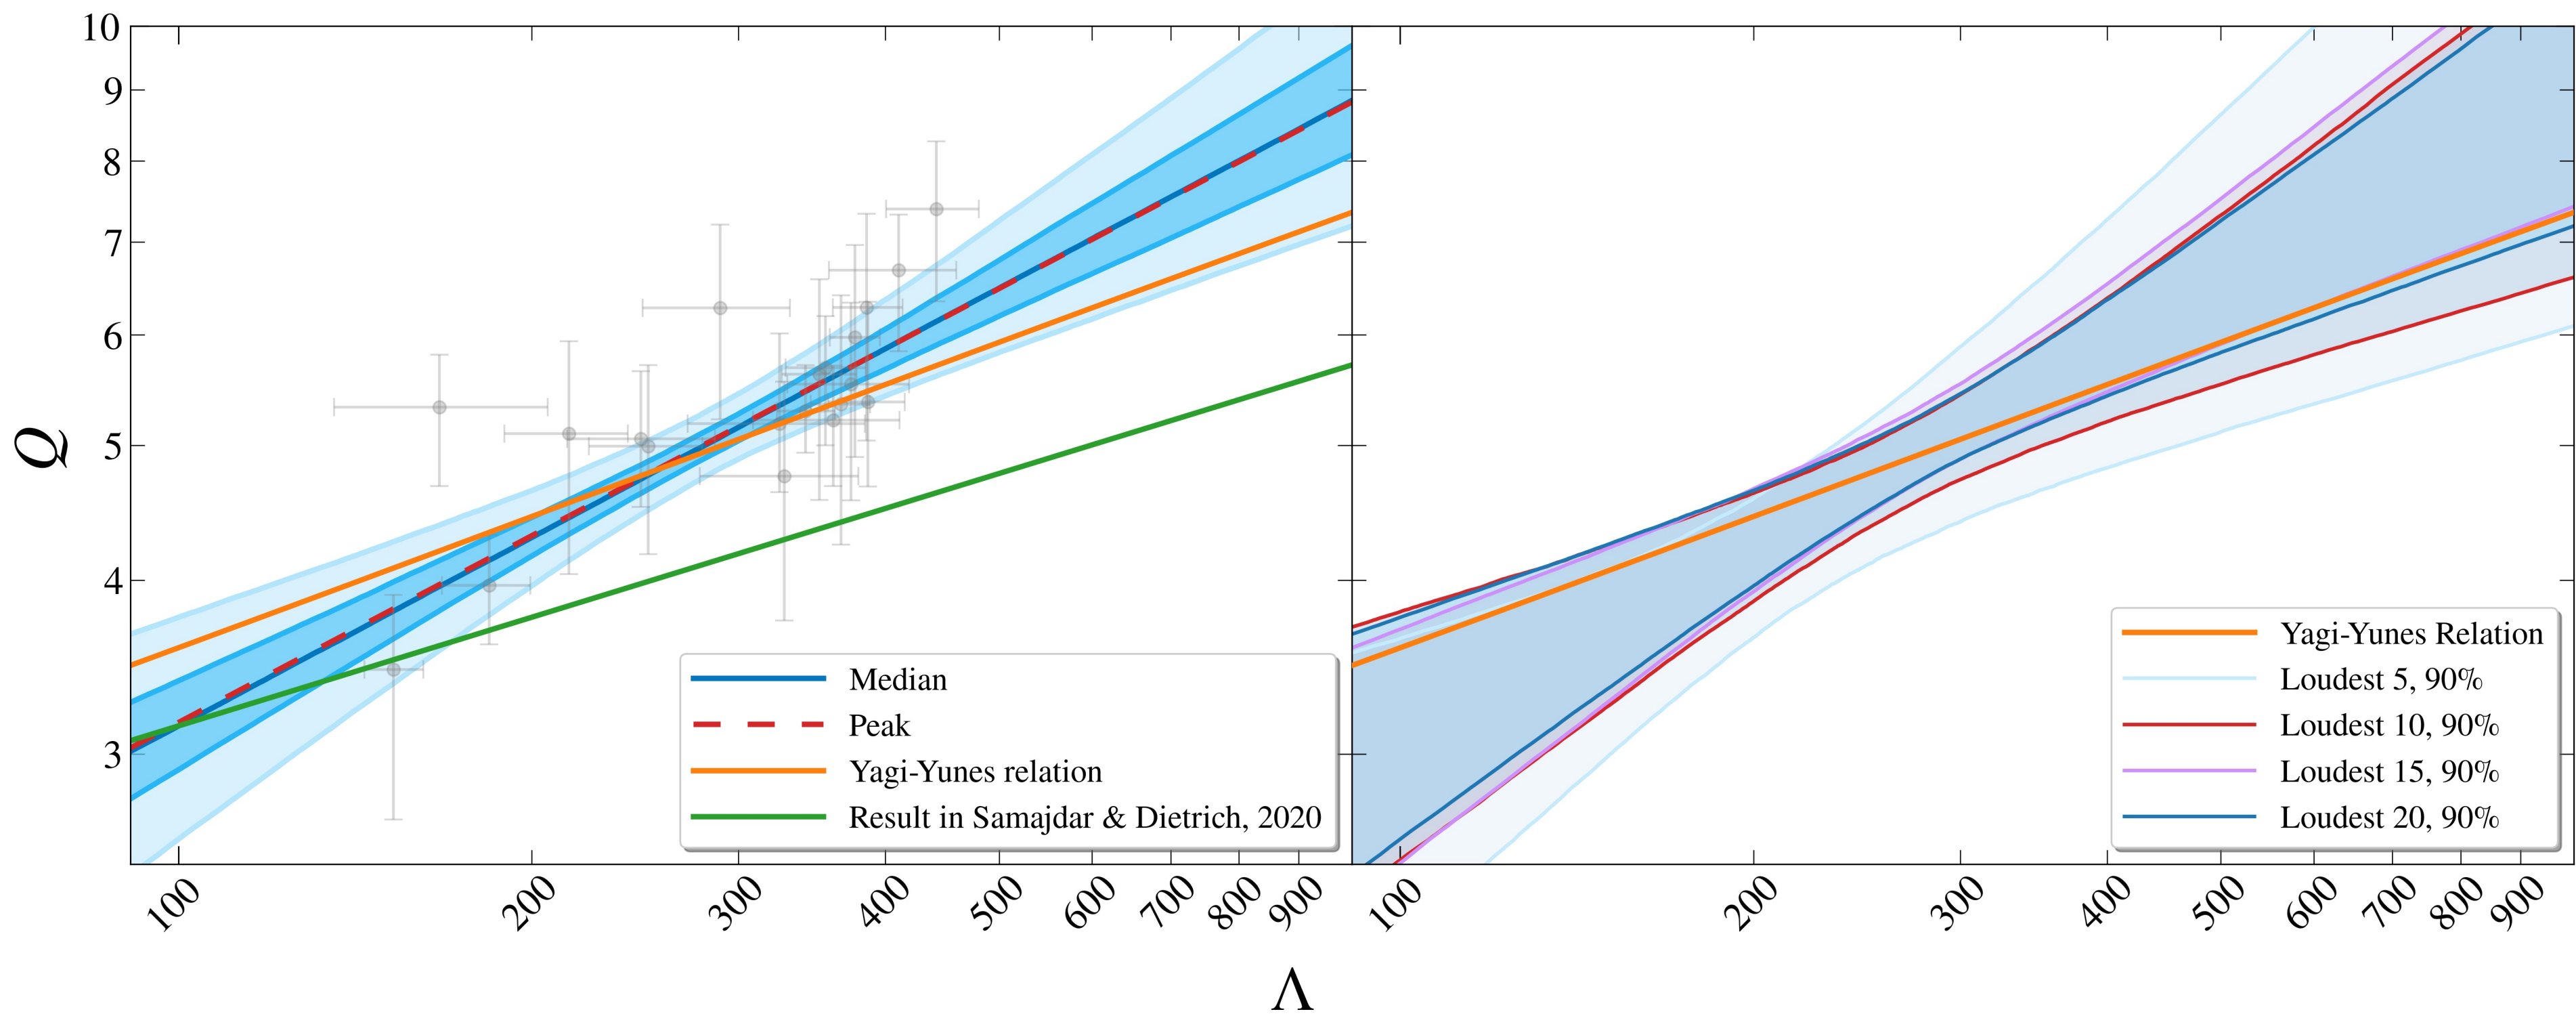 10
9
8
7
6
5
4
3
Q
Median
Peak
Yagi-Yunes relation
Result in Samajdar & Dietrich, 2020
100
200
300
400
500
600
700
800
900
Yagi-Yunes Relation
Loudest 5, 90%
Loudest 10, 90%
Loudest 15, 90%
Loudest 20, 90%
100
200
300
400
500
600
700
800
900
Λ